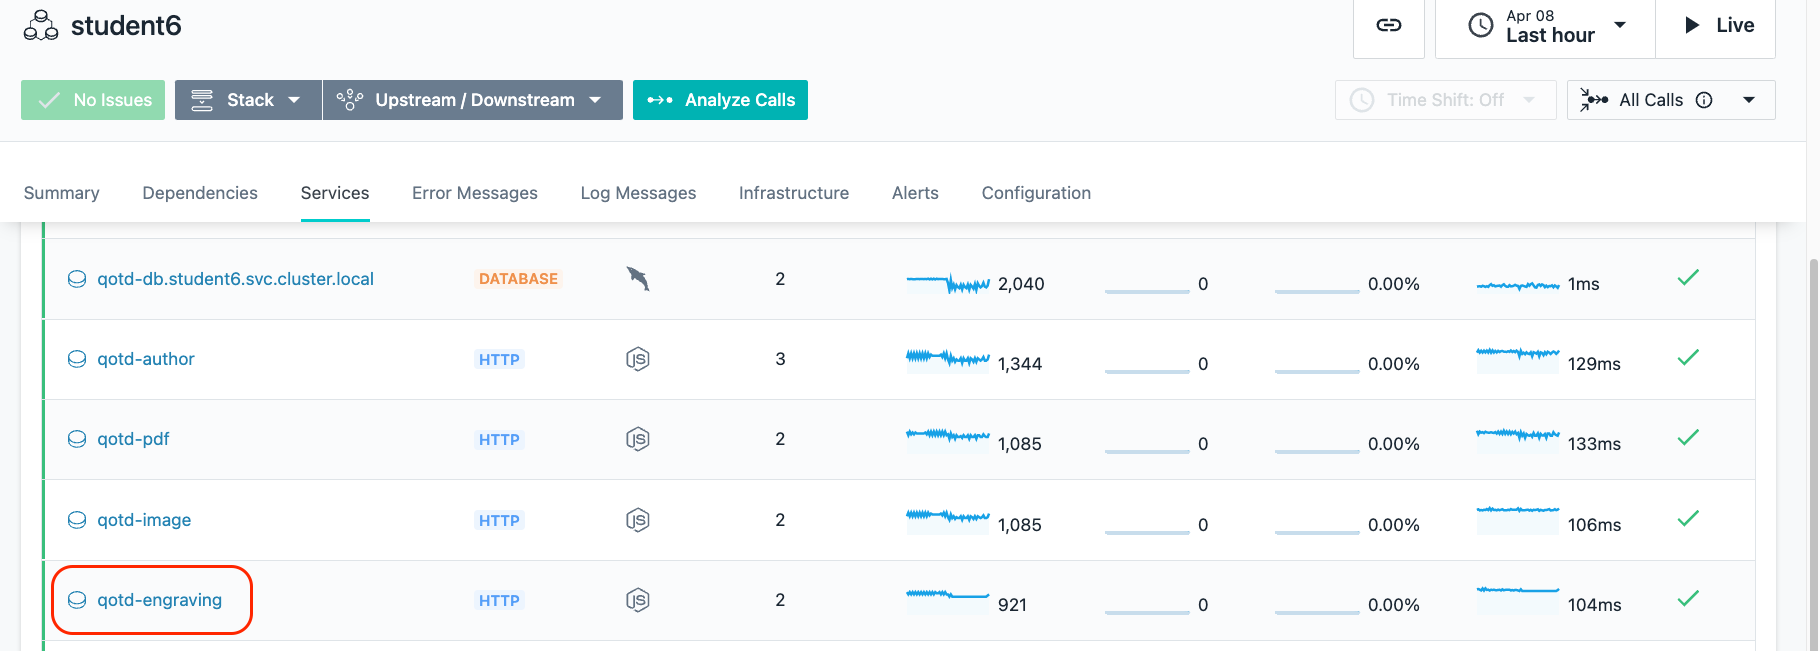 student6
Apr 08
Last hour
Live
No Issues
Stack
Upstream / Downstream
Analyze Calls
Time Shift: Off
All Calls
Summary Dependencies Services Error Messages Log Messages Infrastructure Alerts Configuration
qotd-db.student6.svc.cluster.local DATABASE 2 2,040 0 0.00% 1ms
qotd-author HTTP JS 3 1,344 0 0.00% 129ms
qotd-pdf HTTP JS 2 1,085 0 0.00% 133ms
qotd-image HTTP JS 2 1,085 0 0.00% 106ms
qotd-engraving HTTP JS 2 921 0 0.00% 104ms